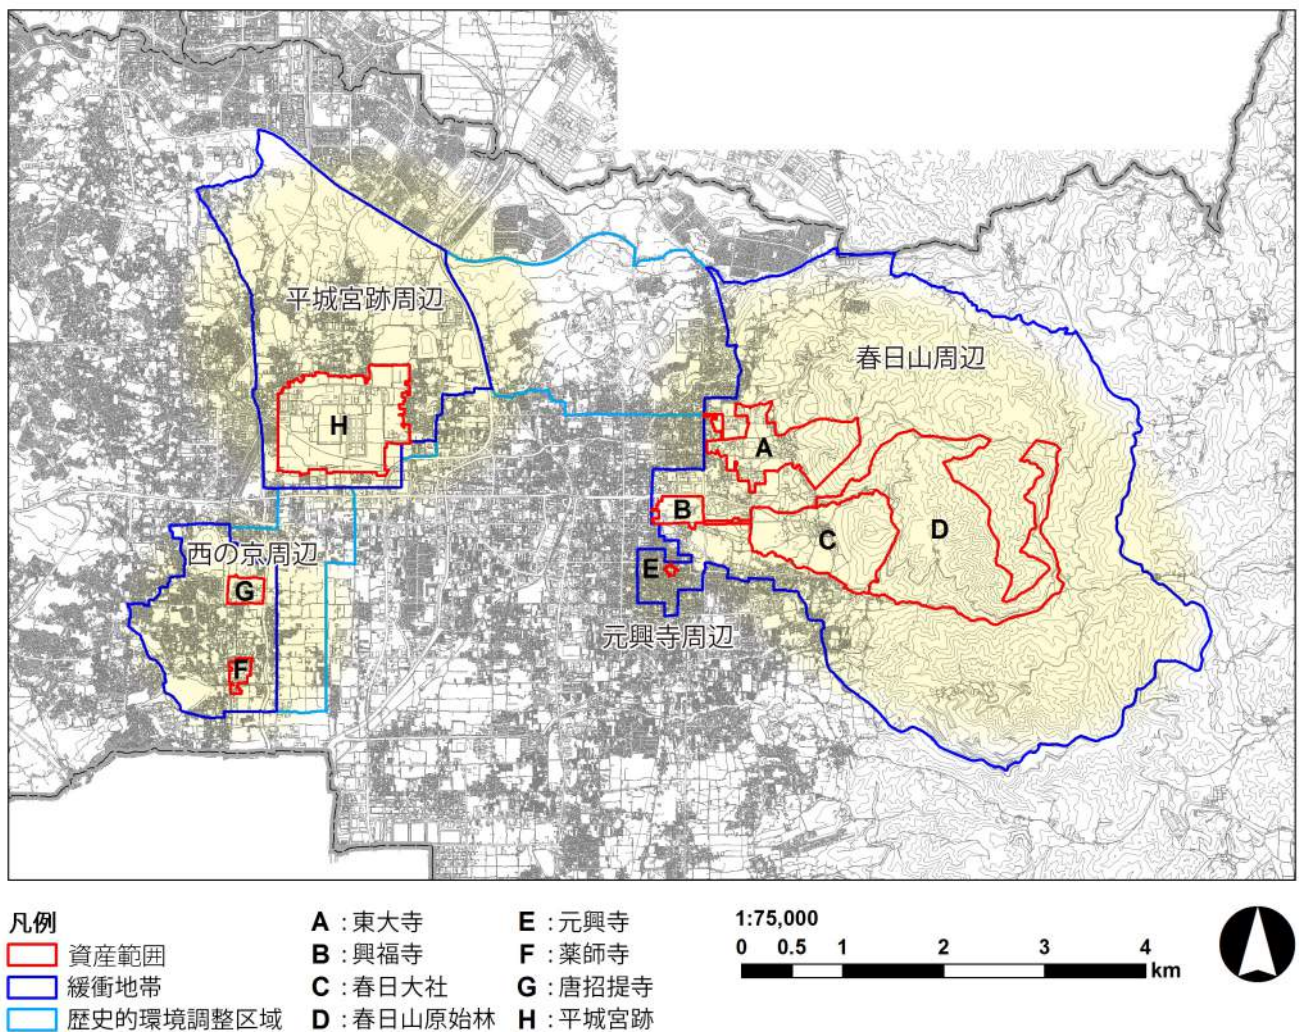 平城宮跡周辺
春日山周辺
H
A
B
C
D
西の京周辺
G
E
F
元興寺周辺
凡例
資産範囲
緩衝地帯
歴史的環境調整区域
A : 東大寺
B : 興福寺
C : 春日大社
D : 春日山原始林
E : 元興寺
F : 薬師寺
G : 唐招提寺
H : 平城宮跡
1:75,000
0 0.5 1 2 3 4
km